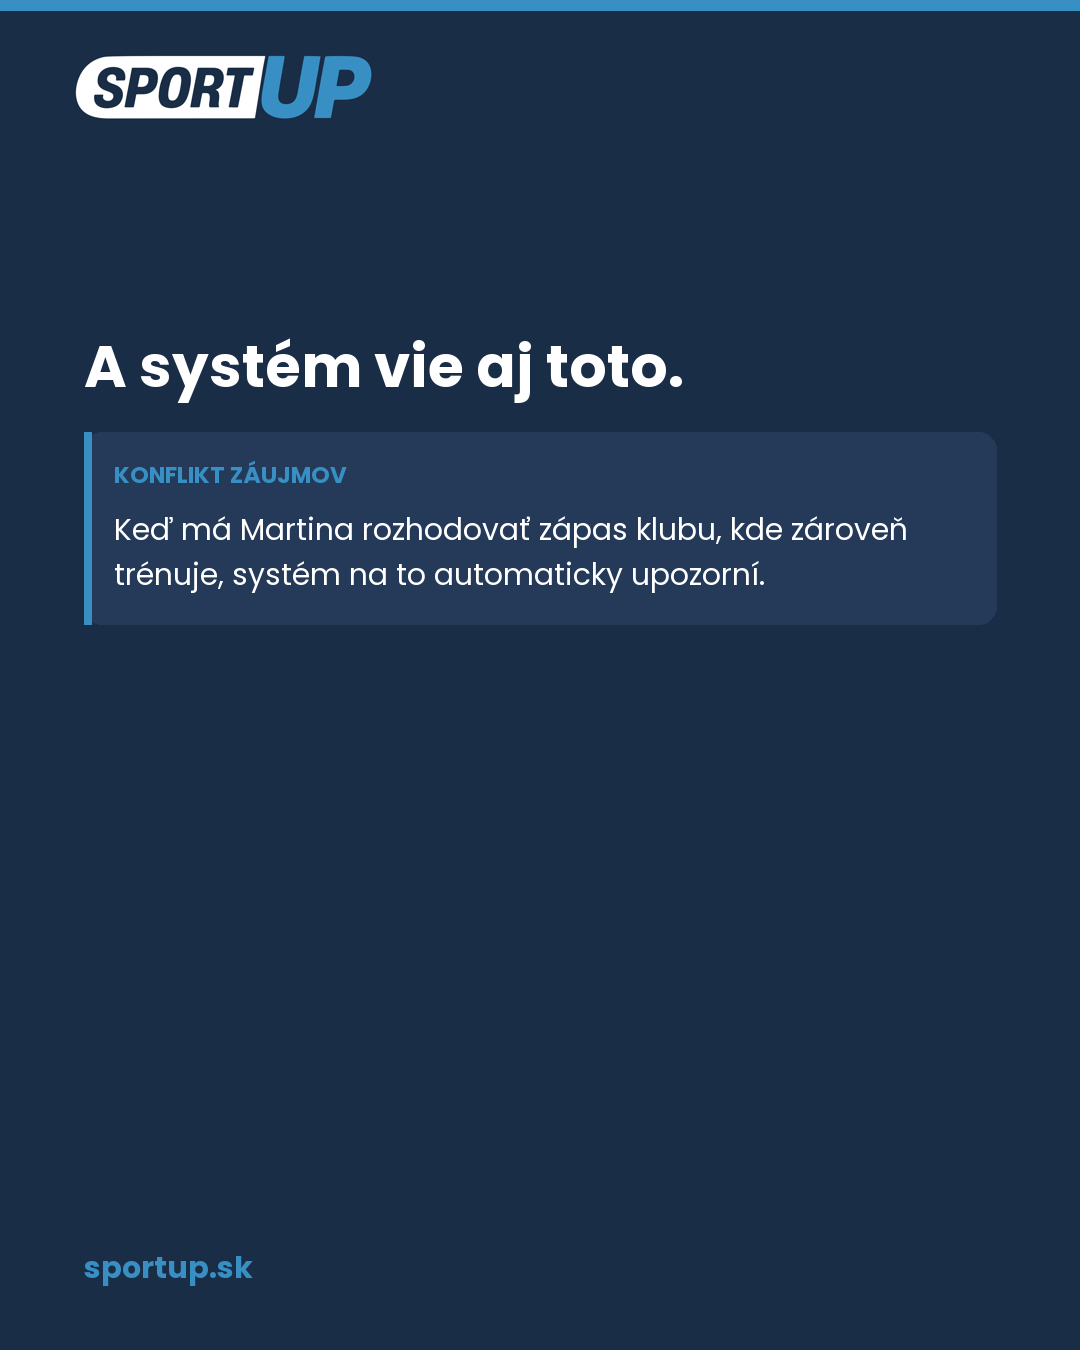 SPORTUP
A systém vie aj toto.
KONFLIKT ZÁUJMOV
Keď má Martina rozhodovať zápas klubu, kde zároveň
trénuje, systém na to automaticky upozorní.
sportup.sk